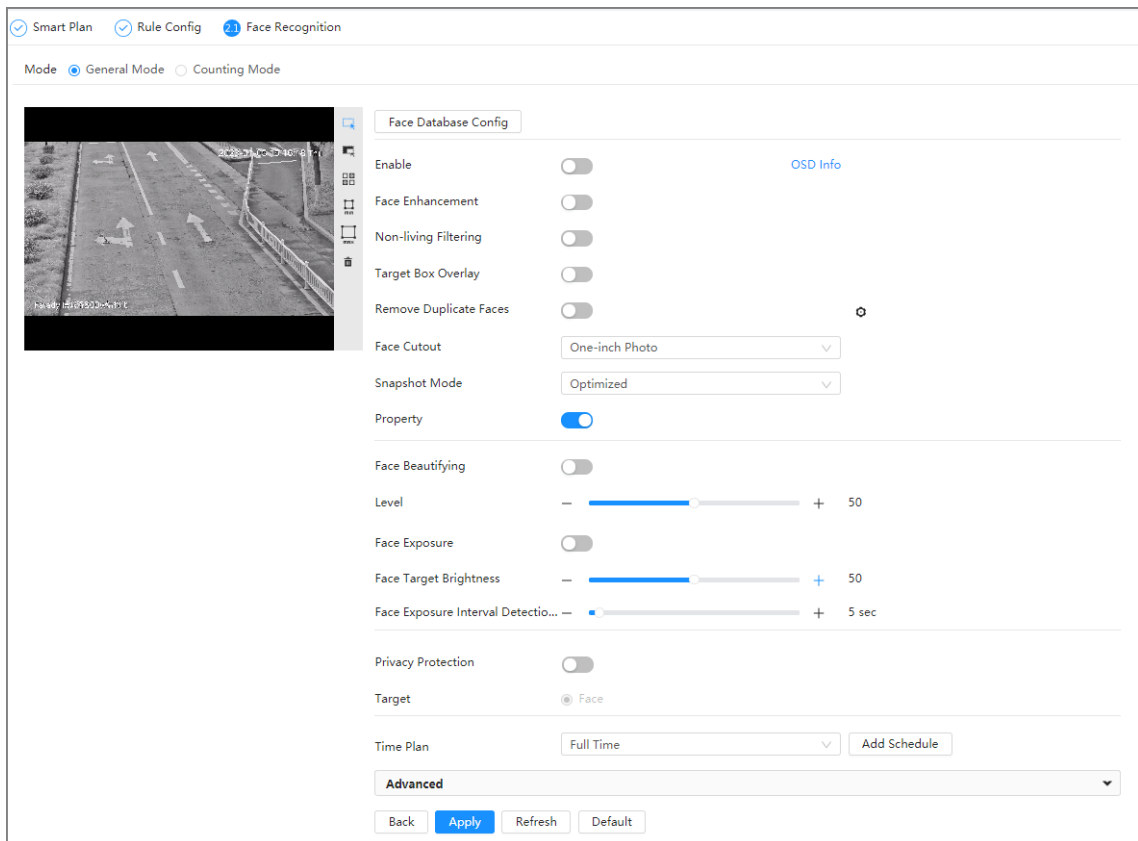 Smart Plan Rule Config 2.1 Face Recognition
Mode General Mode Counting Mode
Face Database Config
Enable OSD Info
Face Enhancement
Non-living Filtering
Target Box Overlay
Remove Duplicate Faces
Face Cutout One-inch Photo
Snapshot Mode Optimized
Property
Face Beautifying
Level 50
Face Exposure
Face Target Brightness 50
Face Exposure Interval Detectio... 5 sec
Privacy Protection
Target Face
Time Plan Full Time Add Schedule
Advanced
Back Apply Refresh Default